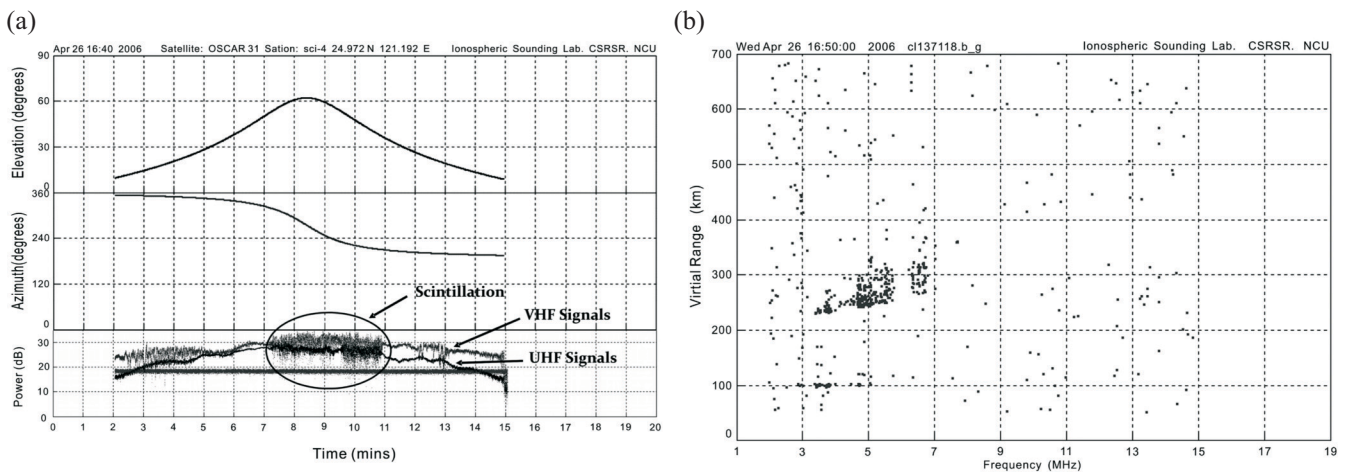 (a)
Apr 26 16:40 2006 Satellite: OSCAR 31 Sation: sci-4 24.972 N 121.192 E Ionospheric Sounding Lab. CSRSR. NCU
90
60
30
0
Elevation (degrees)
360
240
120
0
Azimuth(degrees)
Scintillation
VHF Signals
UHF Signals
30
20
10
0
Power (dB)
0 1 2 3 4 5 6 7 8 9 10 11 12 13 14 15 16 17 18 19 20
Time (mins)
(b)
Wed Apr 26 16:50:00 2006 cl137118.b_g Ionospheric Sounding Lab. CSRSR. NCU
700
600
500
400
300
200
100
0
Virtial Range (km)
1 3 5 7 9 11 13 15 17 19
Frequency (MHz)